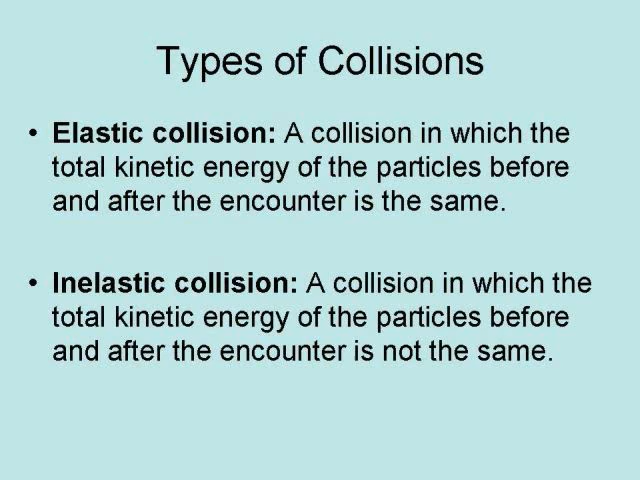 Types of Collisions
• Elastic collision: A collision in which the
total kinetic energy of the particles before
and after the encounter is the same.
• Inelastic collision: A collision in which the
total kinetic energy of the particles before
and after the encounter is not the same.